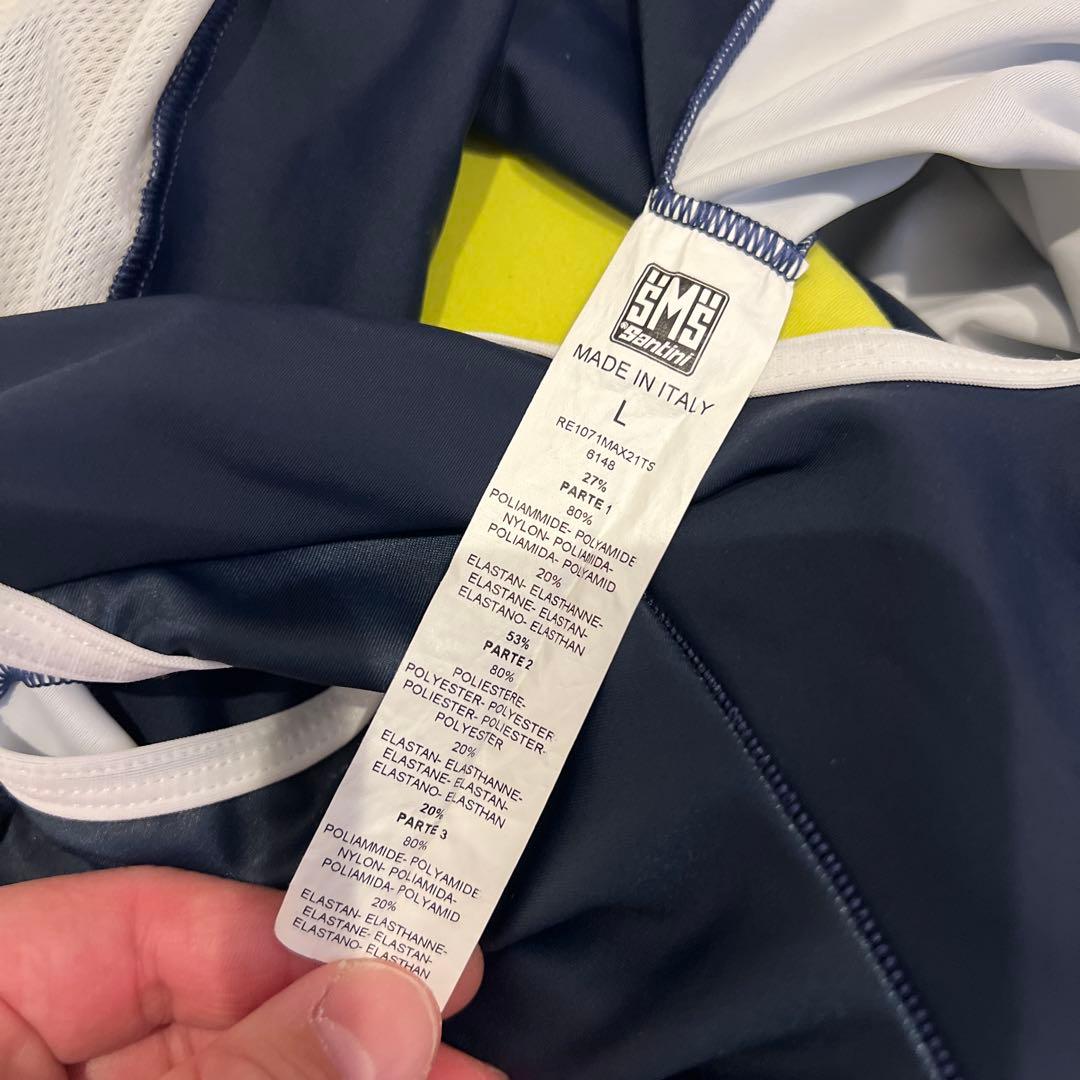 SMS
®Santini
MADE IN ITALY
L
RE1071MAX21TS
6148
27%
PARTE 1
80%
POLIAMMIDE- POLYAMIDE
NYLON- POLIAMIDA-
POLIAMIDA- POLYAMID
20%
ELASTAN- ELASTHANNE-
ELASTANE- ELASTAN-
ELASTANO- ELASTHAN
53%
PARTE 2
80%
POLIESTERE-
POLYESTER- POLYESTER
POLIESTER- POLIESTER-
POLYESTER
20%
ELASTAN- ELASTHANNE-
ELASTANE- ELASTAN-
ELASTANO- ELASTHAN
20%
PARTE 3
80%
POLIAMMIDE- POLYAMIDE
NYLON- POLIAMIDA-
POLIAMIDA- POLYAMID
20%
ELASTAN- ELASTHANNE-
ELASTANE- ELASTAN-
ELASTANO- ELASTHAN